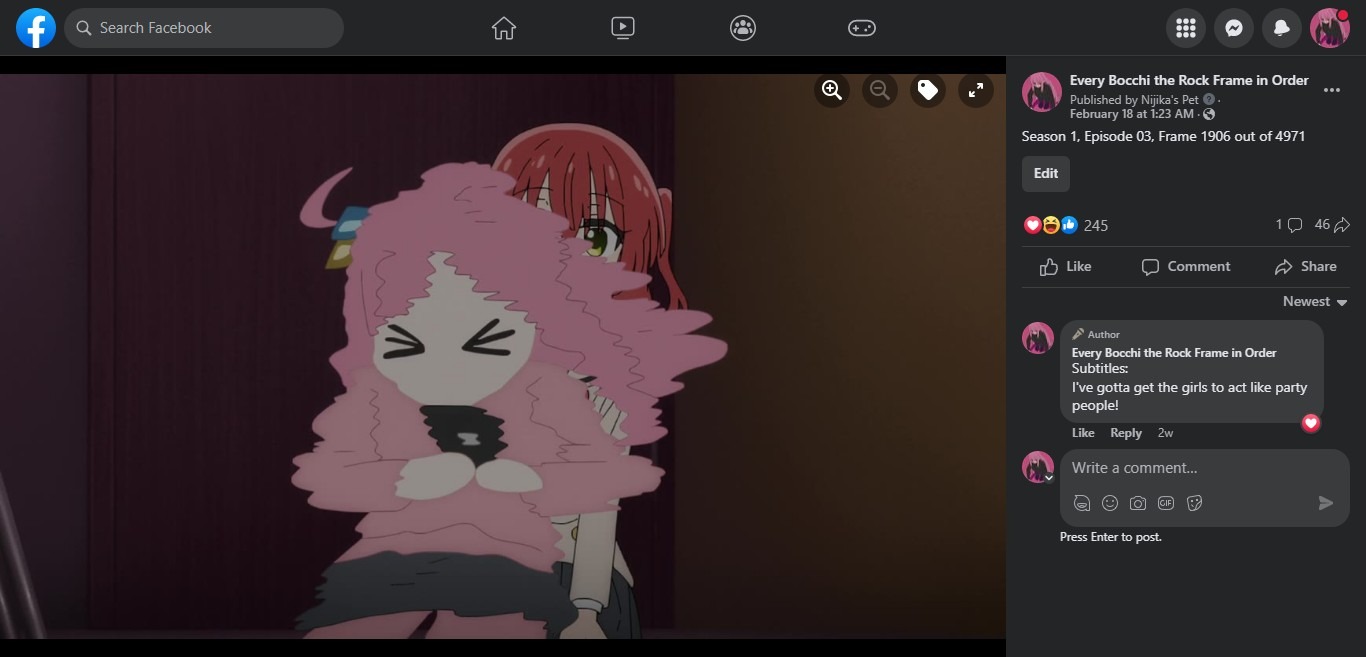 Search Facebook
Every Bocchi the Rock Frame in Order
Published by Nijika's Pet ·
February 18 at 1:23 AM ·
Season 1, Episode 03, Frame 1906 out of 4971
Edit
245
1
46
Like
Comment
Share
Newest
Author
Every Bocchi the Rock Frame in Order
Subtitles:
I've gotta get the girls to act like party
people!
Like Reply 2w
Write a comment...
GIF
Press Enter to post.